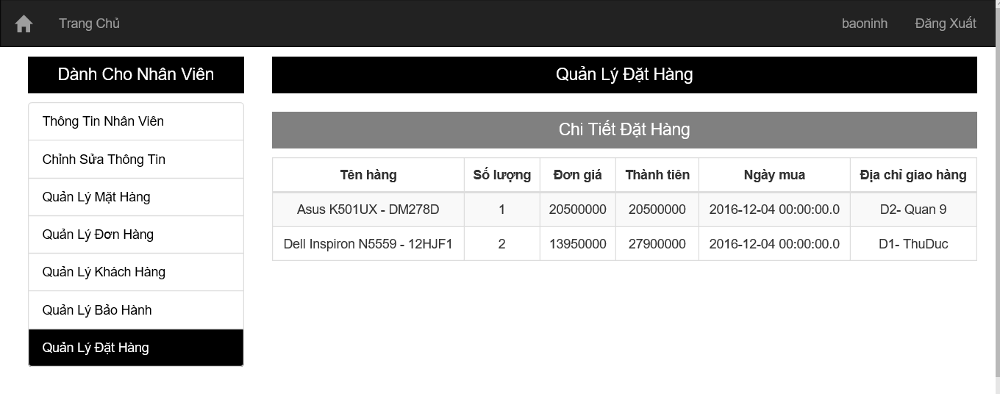 Trang Chủ
baoninh
Đăng Xuất
Dành Cho Nhân Viên
Thông Tin Nhân Viên
Chỉnh Sửa Thông Tin
Quản Lý Mặt Hàng
Quản Lý Đơn Hàng
Quản Lý Khách Hàng
Quản Lý Bảo Hành
Quản Lý Đặt Hàng
Quản Lý Đặt Hàng
Chi Tiết Đặt Hàng
Tên hàng Số lượng Đơn giá Thành tiên Ngày mua Địa chỉ giao hàng
Asus K501UX - DM278D 1 20500000 20500000 2016-12-04 00:00:00.0 D2- Quan 9
Dell Inspiron N5559 - 12HJF1 2 13950000 27900000 2016-12-04 00:00:00.0 D1- ThuDuc